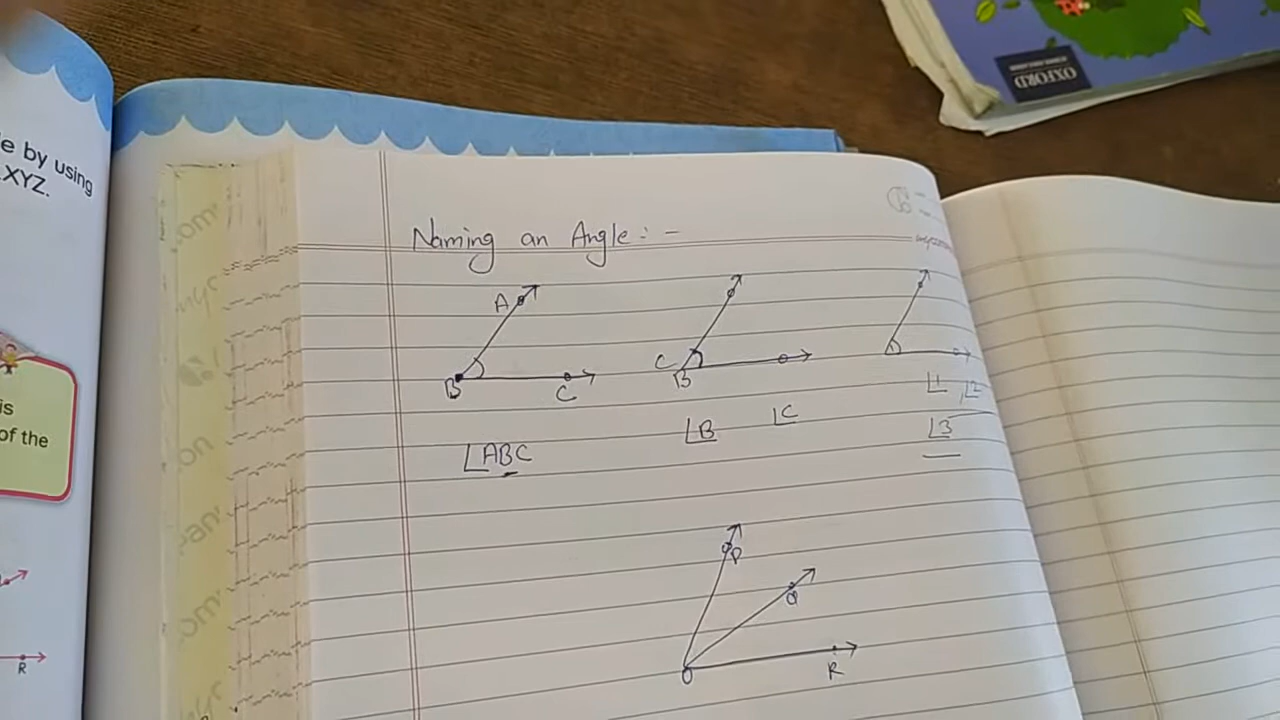 e by using
XYZ.
is
of the
R
OXFORD
Naming an Angle : -
A
B
C
C
B
∠ABC
∠B
∠C
∠1, ∠2
∠3
P
Q
O
R